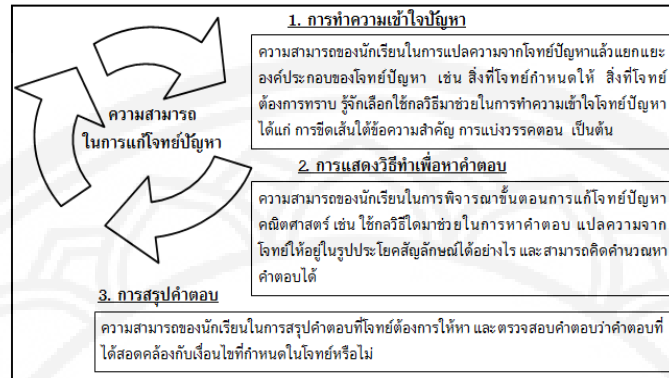 1. การทำความเข้าใจปัญหา
ความสามารถของนักเรียนในการแปลความจากโจทย์ปัญหาแล้วแยกแยะ
องค์ประกอบของโจทย์ปัญหา เช่น สิ่งที่โจทย์กำหนดให้ สิ่งที่โจทย์
ต้องการทราบ รู้จักเลือกใช้กลวิธีมาช่วยในการทำความเข้าใจโจทย์ปัญหา
ได้แก่ การขีดเส้นใต้ข้อความสำคัญ การแบ่งวรรคตอน เป็นต้น
ความสามารถ
ในการแก้โจทย์ปัญหา
2. การแสดงวิธีทำเพื่อหาคำตอบ
ความสามารถของนักเรียนในการพิจารณาขั้นตอนการแก้โจทย์ปัญหา
คณิตศาสตร์ เช่น ใช้กลวิธีใดมาช่วยในการหาคำตอบ แปลความจาก
โจทย์ให้อยู่ในรูปประโยคสัญลักษณ์ได้อย่างไร และสามารถคิดคำนวณหา
คำตอบได้
3. การสรุปคำตอบ
ความสามารถของนักเรียนในการสรุปคำตอบที่โจทย์ต้องการให้หา และตรวจสอบคำตอบว่าคำตอบที่
ได้สอดคล้องกับเงื่อนไขที่กำหนดในโจทย์หรือไม่